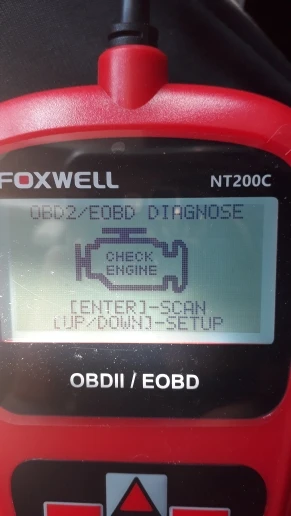 FOXWELL NT200C
OBD2/EOBD DIAGNOSE
CHECK
ENGINE
[ENTER]-SCAN
[UP/DOWN]-SETUP
OBDII / EOBD